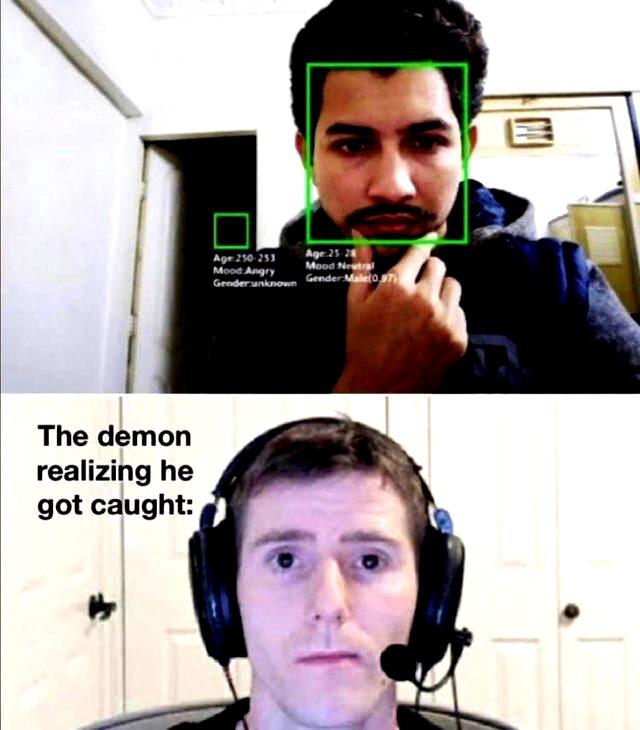 Age:250-253
Mood:Angry
Gender:unknown
Age:25-28
Mood:Neutral
Gender:Male(0.97)
The demon
realizing he
got caught: